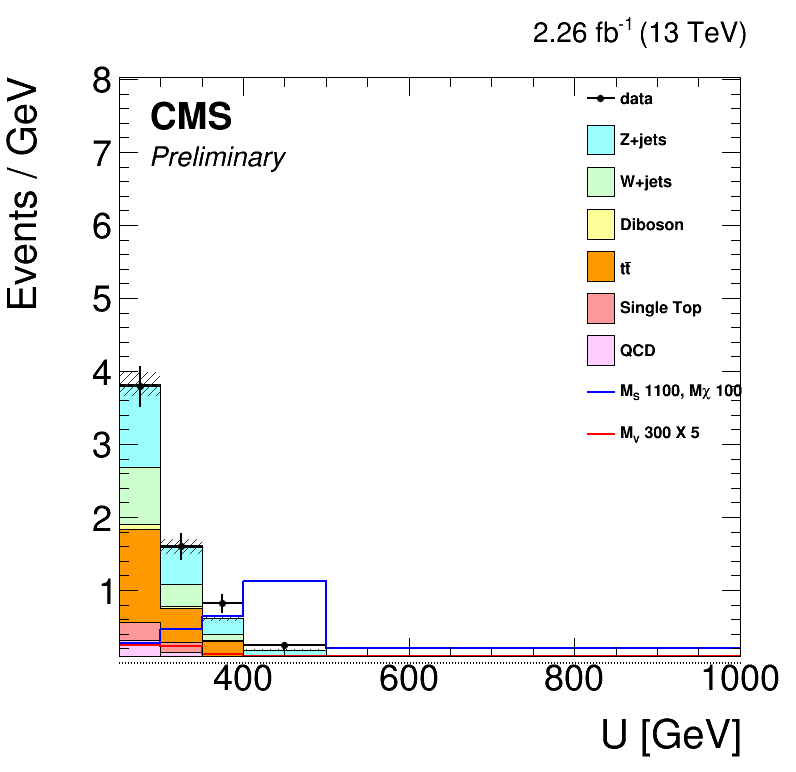 2.26 fb-1 (13 TeV)
CMS
Preliminary
Events / GeV
8
7
6
5
4
3
2
1
data
Z+jets
W+jets
Diboson
tt̄
Single Top
QCD
MS 1100, Mχ 100
MV 300 X 5
400
600
800
1000
U [GeV]